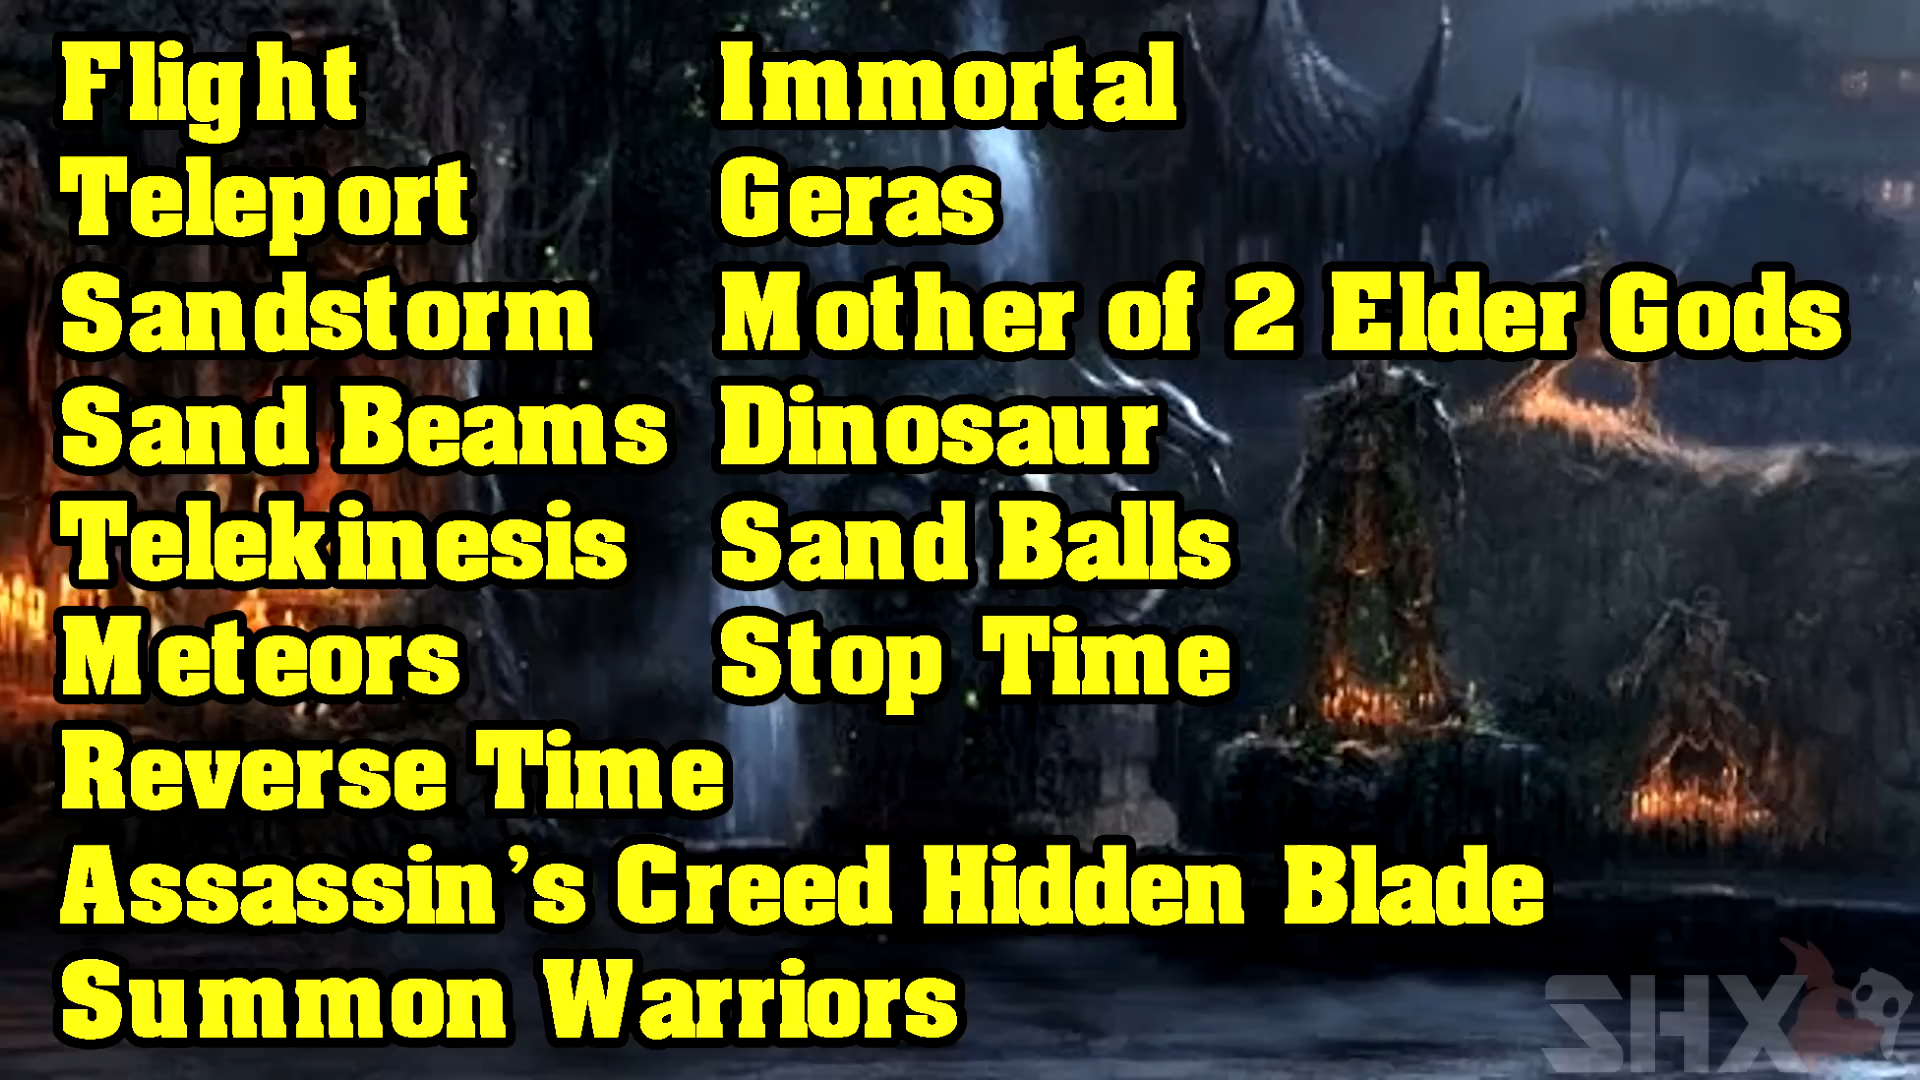 Flight
Teleport
Sandstorm
Sand Beams
Telekinesis
Meteors
Reverse Time
Assassin's Creed Hidden Blade
Summon Warriors
Immortal
Geras
Mother of 2 Elder Gods
Dinosaur
Sand Balls
Stop Time
SHX